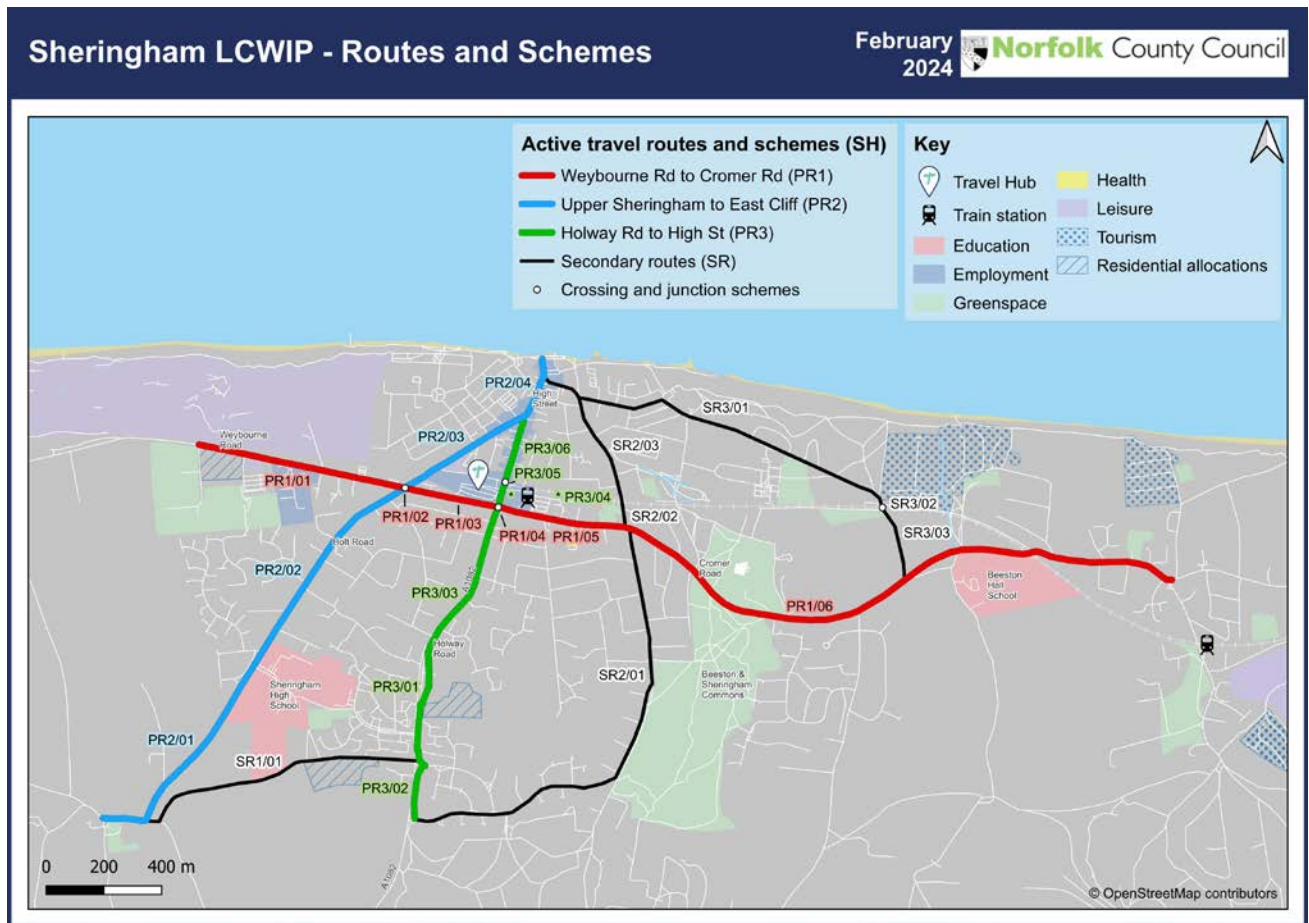 Sheringham LCWIP - Routes and Schemes
February
2024
Norfolk County Council
Active travel routes and schemes (SH)
Weybourne Rd to Cromer Rd (PR1)
Upper Sheringham to East Cliff (PR2)
Holway Rd to High St (PR3)
Secondary routes (SR)
Crossing and junction schemes
Key
Travel Hub
Train station
Education
Employment
Greenspace
Health
Leisure
Tourism
Residential allocations
PR2/04
High
Street
SR3/01
Weybourne
Road
PR2/03
PR3/06
SR2/03
PR3/05
PR1/01
PR3/04
SR3/02
PR1/02
PR1/03
PR1/04
PR1/05
SR2/02
SR3/03
Holt Road
PR2/02
Cromer
Road
A1082
PR3/03
Beeston
Hall
School
PR1/06
Holway
Road
SR2/01
Beeston &
Sheringham
Commons
PR3/01
Sheringham
High
School
PR2/01
SR1/01
PR3/02
A1082
0 200 400 m
© OpenStreetMap contributors